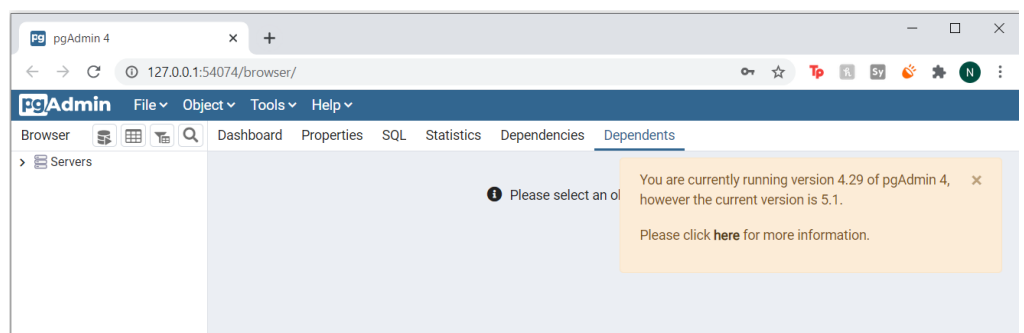 pgAdmin 4
127.0.0.1:54074/browser/
Tp R Sy N
pgAdmin File Object Tools Help
Browser Dashboard Properties SQL Statistics Dependencies Dependents
Servers
Please select an ol
You are currently running version 4.29 of pgAdmin 4,
however the current version is 5.1.
Please click here for more information.